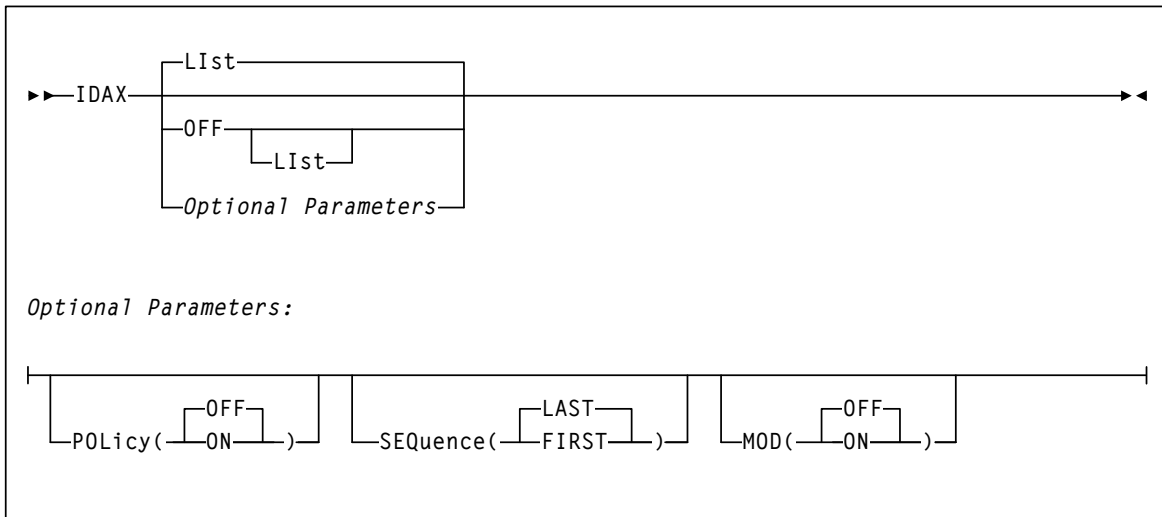 LIst
IDAX
OFF
LIst
Optional Parameters
Optional Parameters:
OFF LAST OFF
POLicy( ON ) SEQuence( FIRST ) MOD( ON )